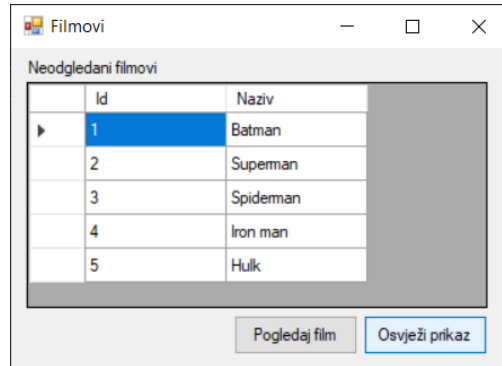 Filmovi
Neodgledani filmovi
Id Naziv
1 Batman
2 Superman
3 Spiderman
4 Iron man
5 Hulk
Pogledaj film Osvježi prikaz